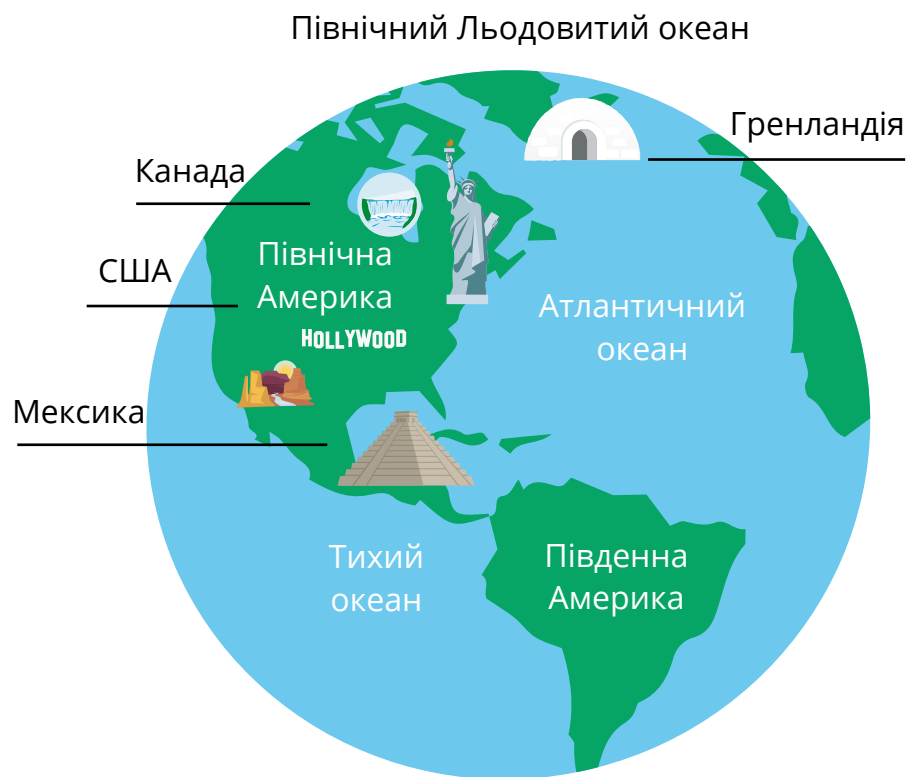 Північний Льодовитий океан
Гренландія
Канада
Північна
Америка
США
HOLLYWOOD
Атлантичний
океан
Мексика
Тихий
океан
Південна
Америка